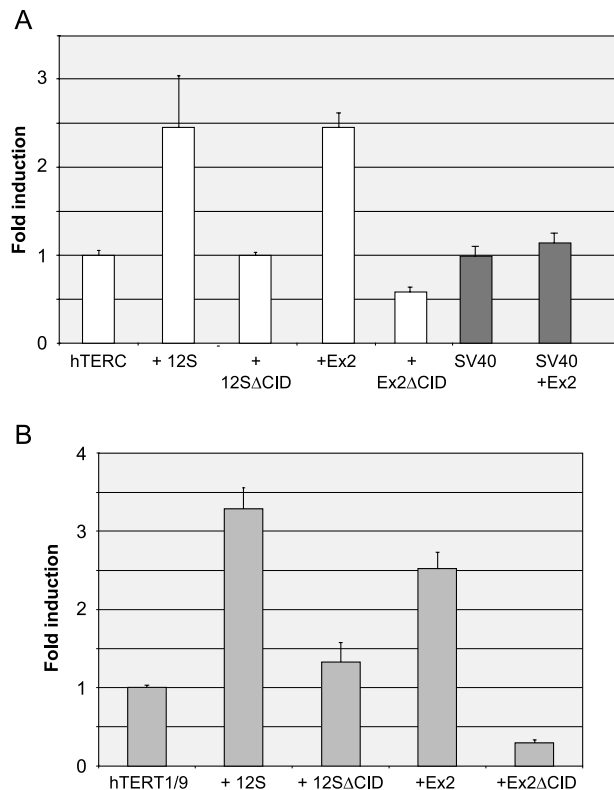 A
Fold induction
3
2
1
0
hTERC
+ 12S
+
12SΔCID
+Ex2
+
Ex2ΔCID
SV40
SV40
+Ex2
B
Fold induction
4
3
2
1
0
hTERT1/9
+ 12S
+ 12SΔCID
+Ex2
+Ex2ΔCID